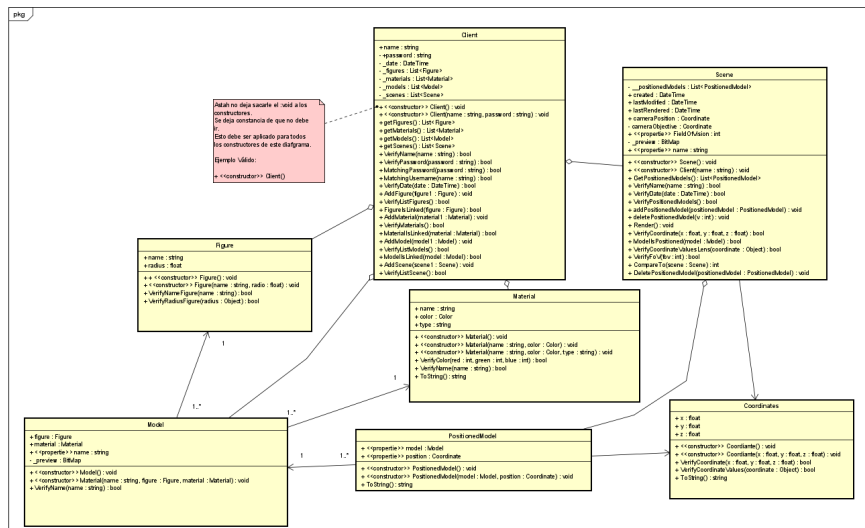 pkg
Client
+ name : string
- +password : string
- _date : DateTime
- _figures : List<Figure>
- _materials : List<Material>
- _models : List<Model>
- _scenes : List<Scene>
+ <<constructor>> Client() : void
+ <<constructor>> Client(name : string, password : string) : void
+ getFigures() : List<Figure>
+ getMaterials() : List<Material>
+ getModels() : List<Model>
+ getScenes() : List<Scene>
+ VerifyName(name : string) : bool
+ VerifyPassword(password : string) : bool
+ MatchingPassword(password : string) : bool
+ MatchingUsername(name : string) : bool
+ VerifyDate(date : DateTime) : bool
+ AddFigure(figure1 : Figure) : void
+ VerifyListFigures() : bool
+ FigureIsLinked(figure : Figure) : bool
+ AddMaterial(material1 : Material) : void
+ VerifyMaterials() : bool
+ MaterialIsLinked(material : Material) : bool
+ AddModel(model1 : Model) : void
+ VerifyListModels() : bool
+ ModelIsLinked(model : Model) : bool
+ AddScene(scene1 : Scene) : void
+ VerifyListScene() : bool
Scene
- __positionedModels : List<PositionedModel>
+ created : DateTime
+ lastModified : DateTime
+ lastRendered : DateTime
+ cameraPosition : Coordinate
- cameraObjective : Coordinate
+ <<propertie>> FieldOfVision : int
- _preview : BitMap
+ <<propertie>> name : string
+ <<constructor>> Scene() : void
+ <<constructor>> Client(name : string) : void
+ GetPositionedModels() : List<PositionedModel>
+ VerifyName(name : string) : bool
+ VerifyDate(date : DateTime) : bool
+ VerifyPositionedModels() : bool
+ addPositionedModel(positionedModel : PositionedModel) : void
+ deletePositionedModel(v : int) : void
+ Render() : void
+ VerifyCoordinate(x : float, y : float, z : float) : bool
+ ModelIsPositioned(model : Model) : bool
+ VerifyCoordinateValuesLens(coordinate : Object) : bool
+ VerifyFoV(fov : int) : bool
+ CompareTo(scene : Scene) : int
+ DeletePositionedModel(positionedModel : PositionedModel) : void
Astah no deja sacarle el :void a los
constructores.
Se deja constancia de que no debe
ir.
Esto debe ser aplicado para todos
los constructores de este diafgrama.
Ejemplo Válido:
+ <<constructor>> Client()
Figure
+ name : string
+ radius : float
+ + <<constructor>> Figure() : void
+ <<constructor>> Figure(name : string, radio : float) : void
+ VerifyNameFigure(name : string) : bool
+ VerifyRadiusFigure(radius : Object) : bool
Material
+ name : string
+ color : Color
+ type : string
+ <<constructor>> Material() : void
+ <<constructor>> Material(name : string, color : Color) : void
+ <<constructor>> Material(name : string, color : Color, type : string) : void
+ VerifyColor(red : int, green : int, blue : int) : bool
+ VerifyName(name : string) : bool
+ ToString() : string
1
1
1..*
1..*
Model
+ figure : Figure
+ material : Material
+ <<propertie>> name : string
- _preview : BitMap
+ <<constructor>> Model() : void
+ <<constructor>> Material(name : string, figure : Figure, material : Material) : void
+ VerifyName(name : string) : bool
1
1..*
PositionedModel
+ <<propertie>> model : Model
+ <<propertie>> position : Coordinate
+ <<constructor>> PositionedModel() : void
+ <<constructor>> PositionedModel(model : Model, position : Coordinate) : void
+ ToString() : string
Coordinates
+ x : float
+ y : float
+ z : float
+ <<constructor>> Coordiante() : void
+ <<constructor>> Coordinate(x : float, y : float, z : float) : void
+ VerifyCoordinate(x : float, y : float, z : float) : bool
+ VerifyCoordinateValues(coordinate : Object) : bool
+ ToString() : string